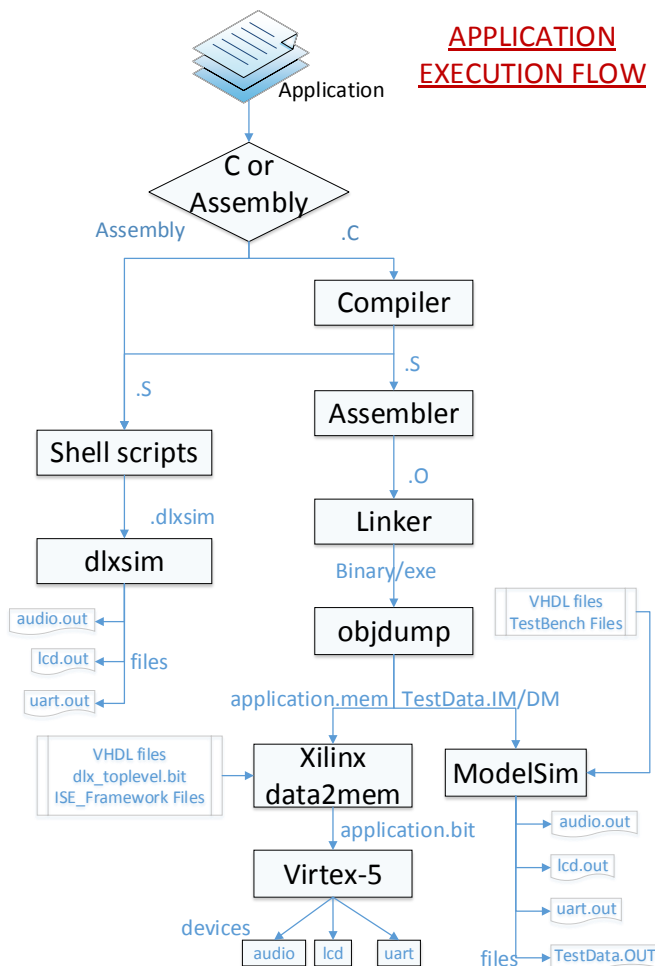 APPLICATION
EXECUTION FLOW
Application
C or
Assembly
Assembly
.C
Compiler
.S
.S
Shell scripts
Assembler
.O
.dlxsim
dlxsim
Linker
Binary/exe
audio.out
lcd.out
files
uart.out
objdump
VHDL files
TestBench Files
application.mem
TestData.IM/DM
VHDL files
dlx_toplevel.bit
ISE_Framework Files
Xilinx
data2mem
ModelSim
application.bit
audio.out
Virtex-5
lcd.out
uart.out
devices
audio
lcd
uart
files
TestData.OUT